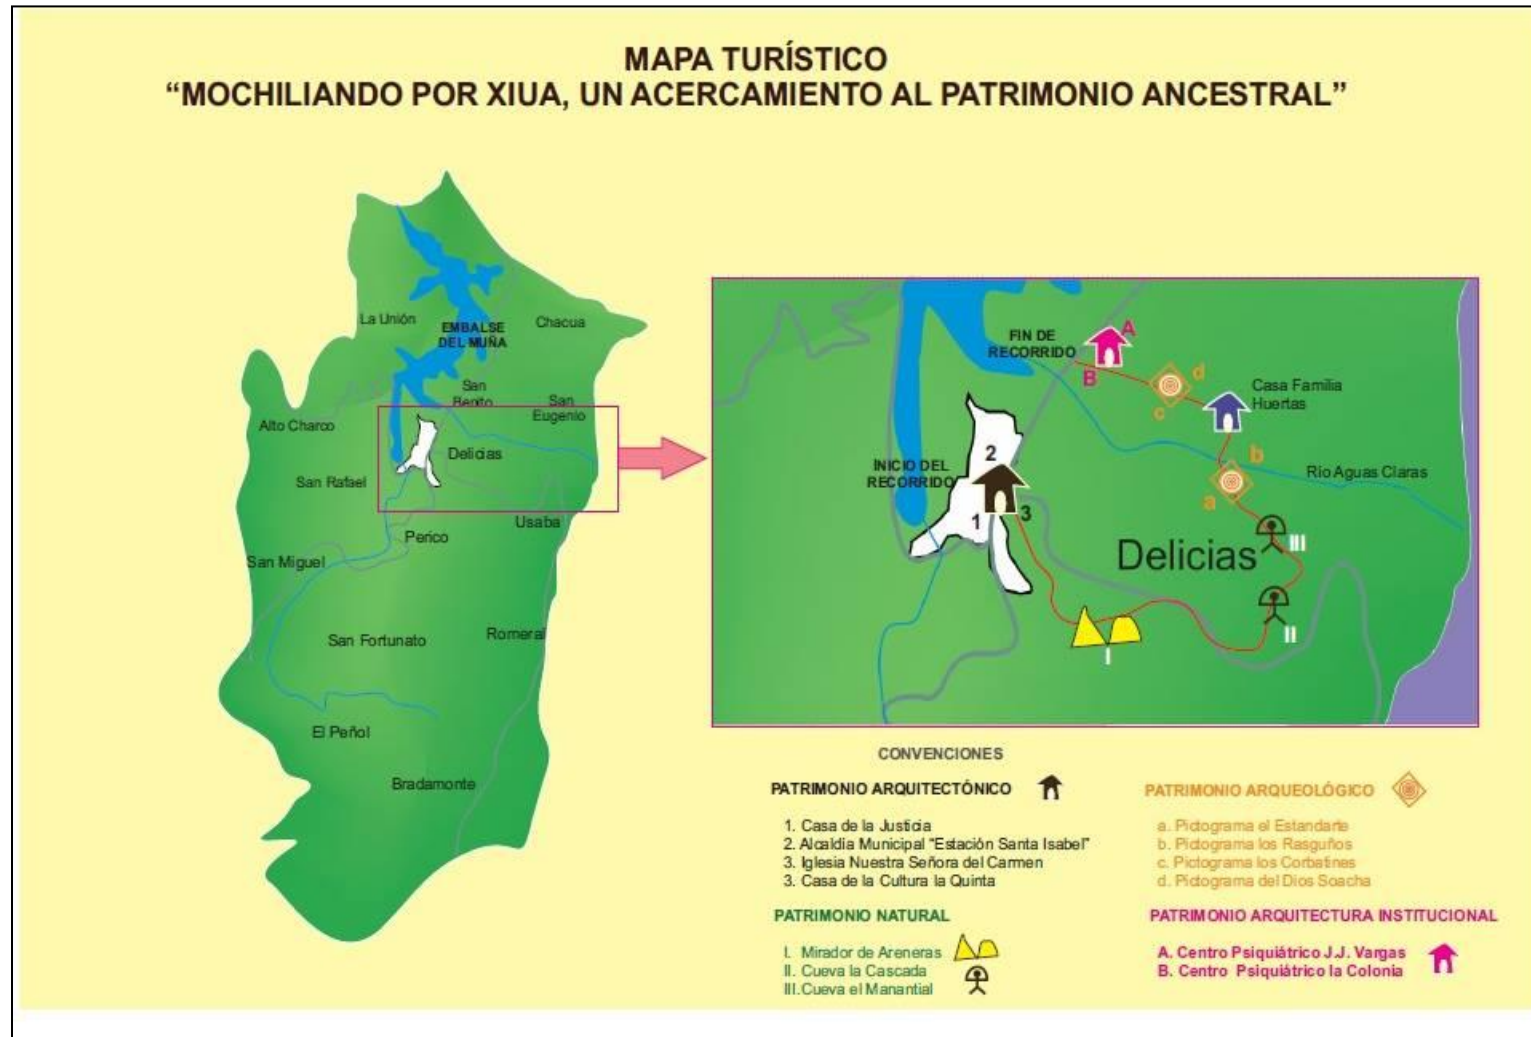 MAPA TURÍSTICO
“MOCHILIANDO POR XIUA, UN ACERCAMIENTO AL PATRIMONIO ANCESTRAL”
La Unión
EMBALSE
DEL MUÑA
Chacua
San
Benito
San
Eugenio
Alto Charco
Delicias
San Rafael
Usaba
Perico
San Miguel
San Fortunato
Romeral
El Peñol
Bradamonte
FIN DE
RECORRIDO
A
B
d
c
Casa Familia
Huertas
INICIO DEL
RECORRIDO
2
b
Rio Aguas Claras
a
1
3
III
Delicias
II
I
CONVENCIONES
PATRIMONIO ARQUITECTÓNICO
1. Casa de la Justicia
2. Alcaldía Municipal “Estación Santa Isabel”
3. Iglesia Nuestra Señora del Carmen
3. Casa de la Cultura la Quinta
PATRIMONIO ARQUEOLÓGICO
a. Pictograma el Estandarte
b. Pictograma los Rasguños
c. Pictograma los Corbatines
d. Pictograma del Dios Soacha
PATRIMONIO NATURAL
I. Mirador de Areneras
II. Cueva la Cascada
III. Cueva el Manantial
PATRIMONIO ARQUITECTURA INSTITUCIONAL
A. Centro Psiquiátrico J.J. Vargas
B. Centro Psiquiátrico la Colonia